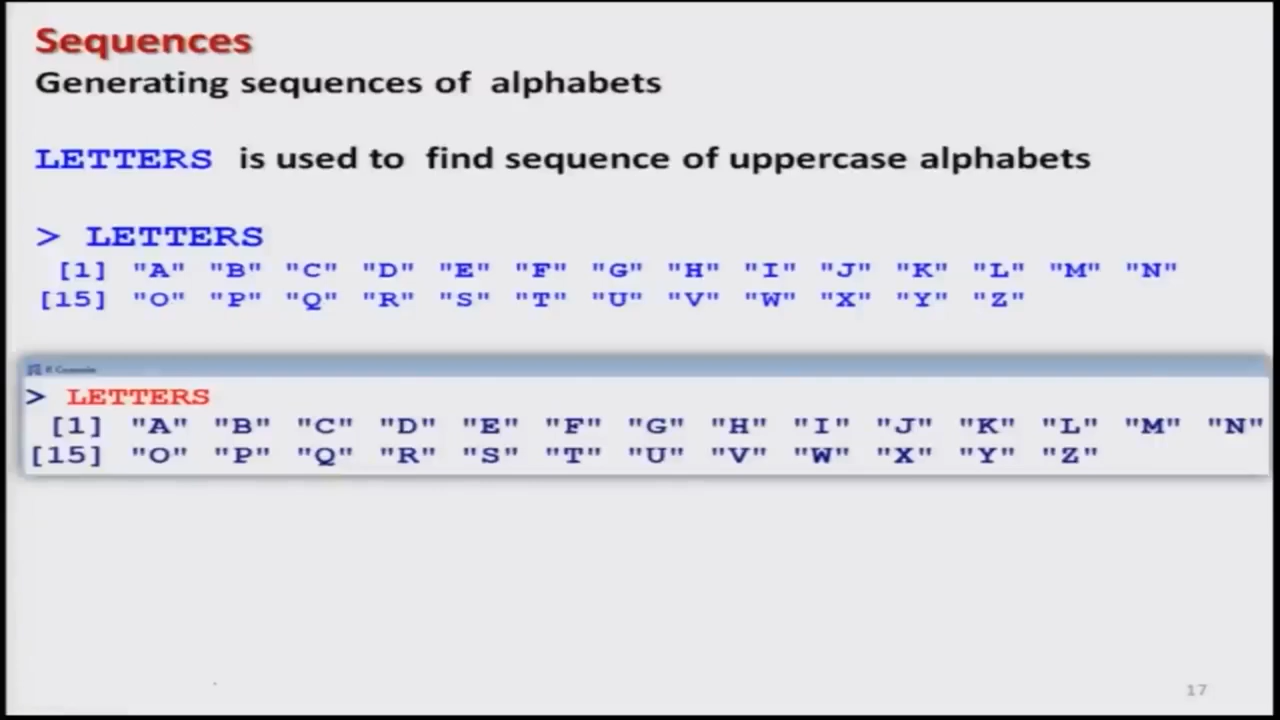 Sequences
Generating sequences of alphabets
LETTERS is used to find sequence of uppercase alphabets
> LETTERS
[1] "A" "B" "C" "D" "E" "F" "G" "H" "I" "J" "K" "L" "M" "N"
[15] "O" "P" "Q" "R" "S" "T" "U" "V" "W" "X" "Y" "Z"
R Console
> LETTERS
[1] "A" "B" "C" "D" "E" "F" "G" "H" "I" "J" "K" "L" "M" "N"
[15] "O" "P" "Q" "R" "S" "T" "U" "V" "W" "X" "Y" "Z"
17